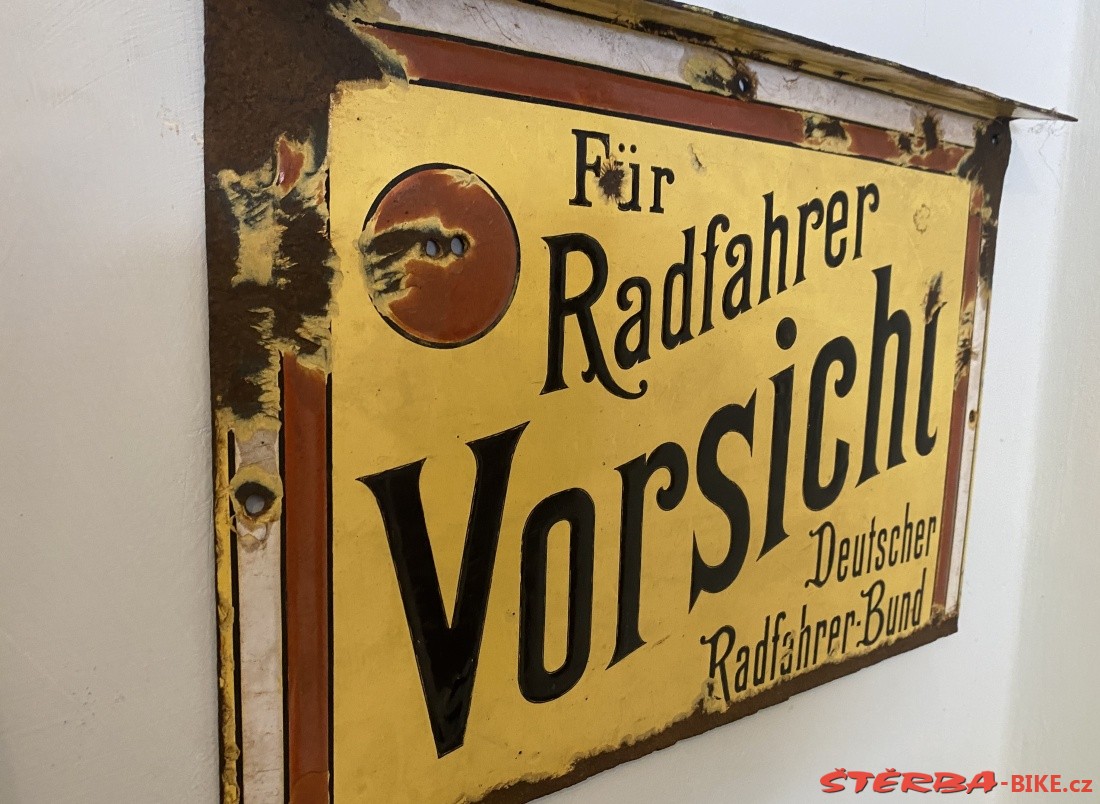 Für
Radfahrer
Vorsicht
Deutscher
Radfahrer-Bund
ŠTĚRBA-BIKE.cz